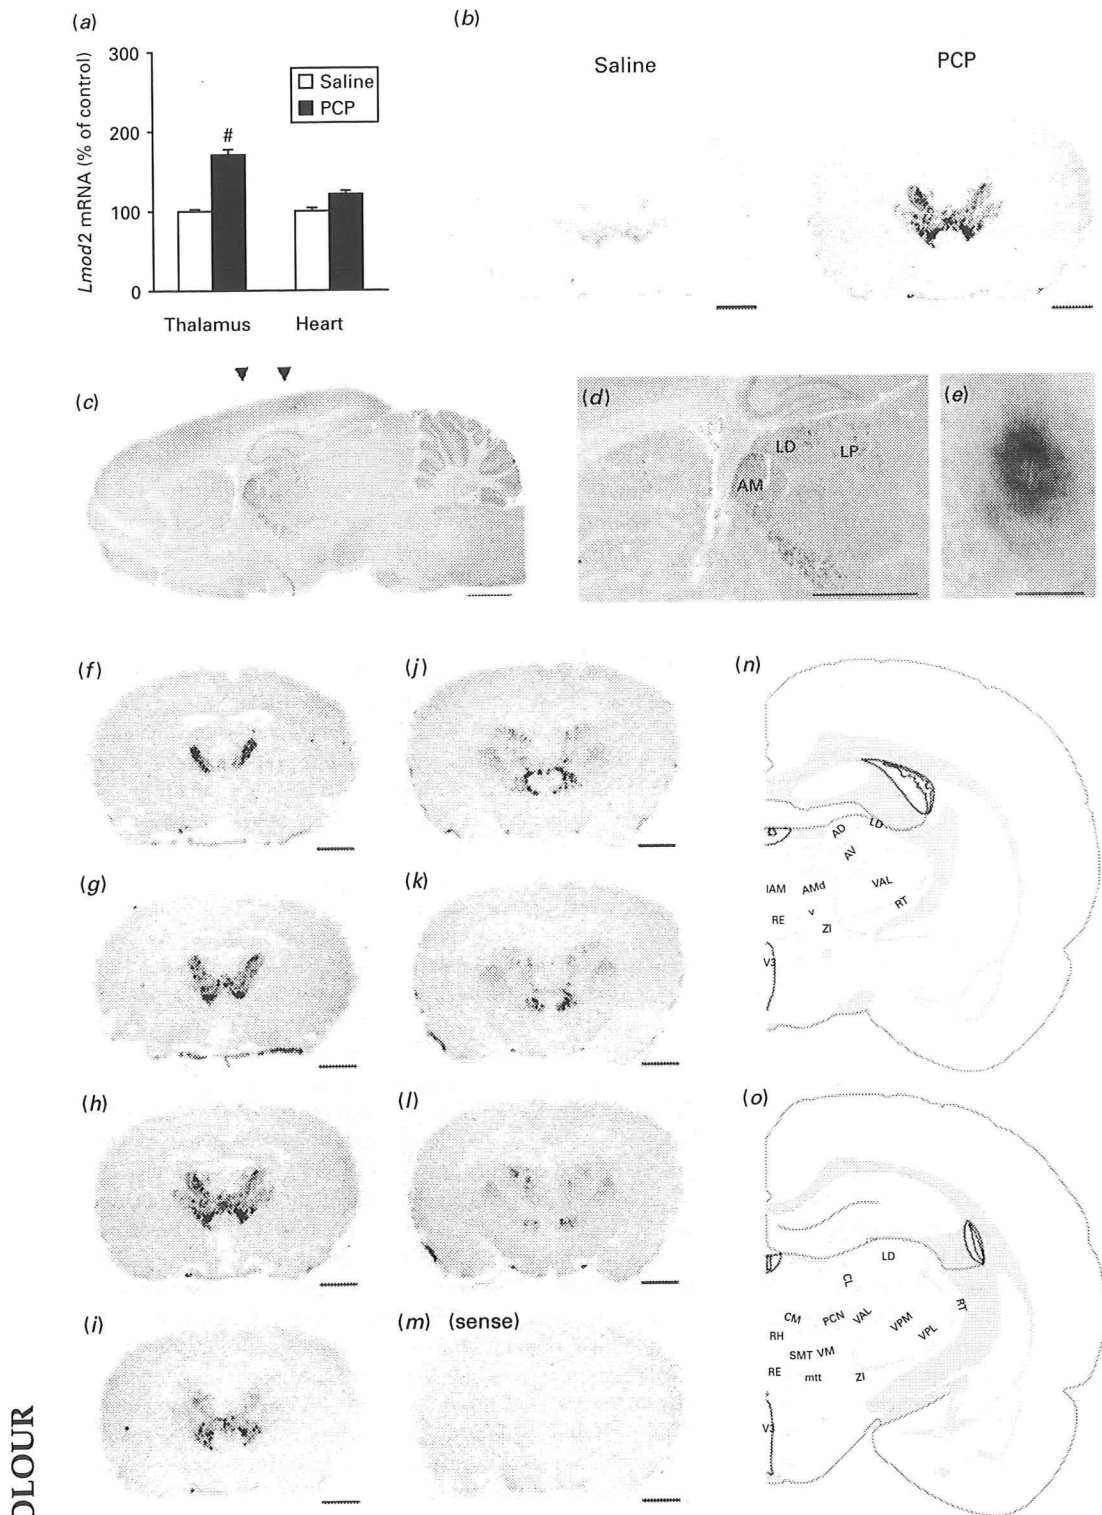 (a)
Lmod2 mRNA (% of control)
300
200
100
0
Saline
PCP
#
Thalamus
Heart
(b)
Saline
PCP
(c)
(d)
LD
LP
AM
(e)
(f)
(g)
(h)
(i)
(j)
(k)
(l)
(m) (sense)
(n)
AD
LD
AV
IAM
AMd
VAL
RT
RE
v
ZI
V3
(o)
LD
CL
RT
CM
PCN
VAL
VPM
VPL
RH
SMT
VM
RE
mtt
ZI
V3
OLOUR